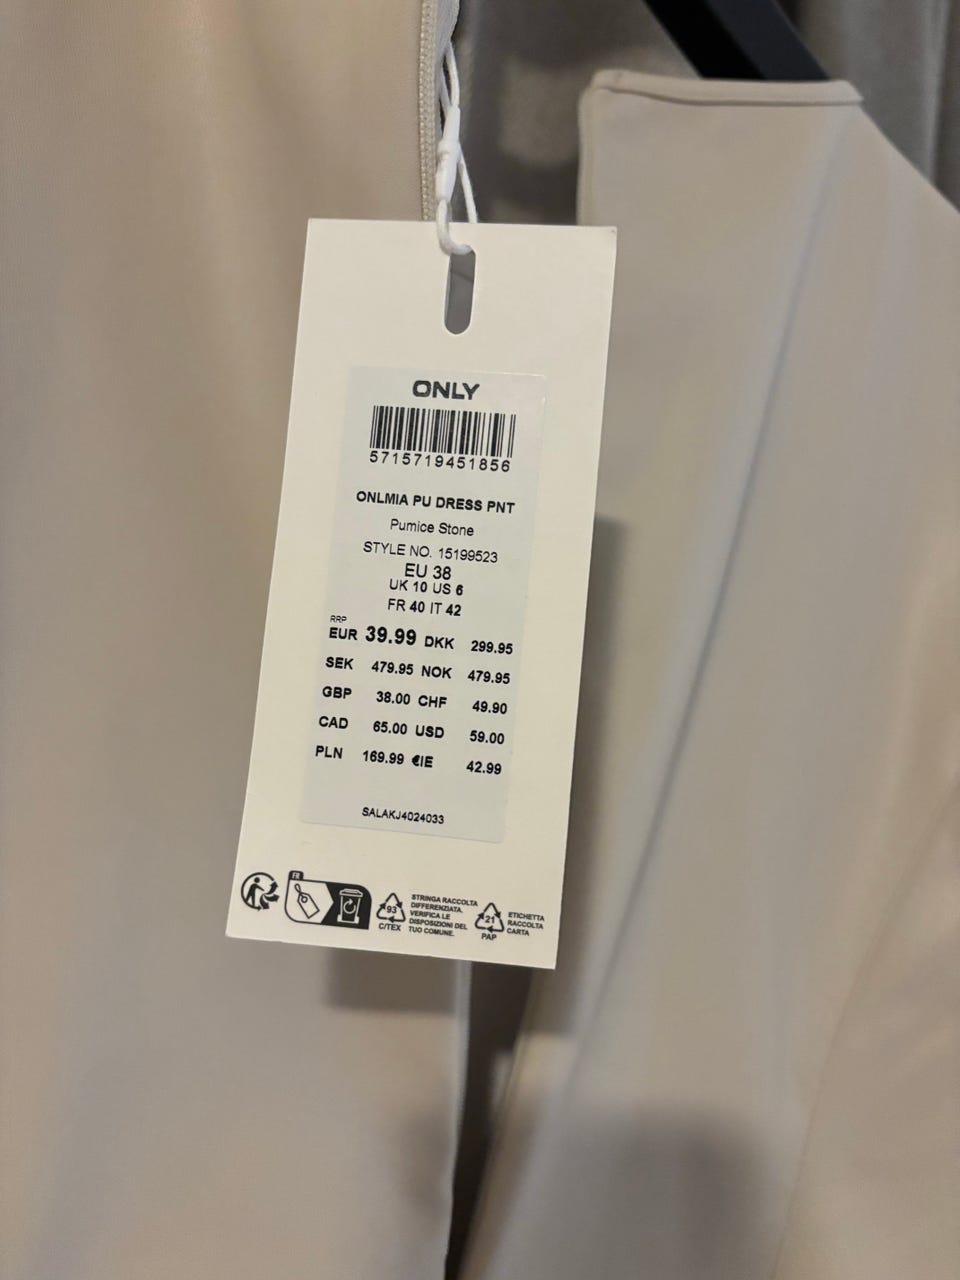 ONLY
5715719451856
ONLMIA PU DRESS PNT
Pumice Stone
STYLE NO. 15199523
EU 38
UK 10 US 6
FR 40 IT 42
RRP
EUR 39.99 DKK 299.95
SEK 479.95 NOK 479.95
GBP 38.00 CHF 49.90
CAD 65.00 USD 59.00
PLN 169.99 €IE 42.99
SALAKJ4024033
FR
93
C/TEX
STRINGA RACCOLTA
DIFFERENZIATA.
VERIFICA LE
DISPOSIZIONI DEL
TUO COMUNE.
21
PAP
ETICHETTA
RACCOLTA
CARTA